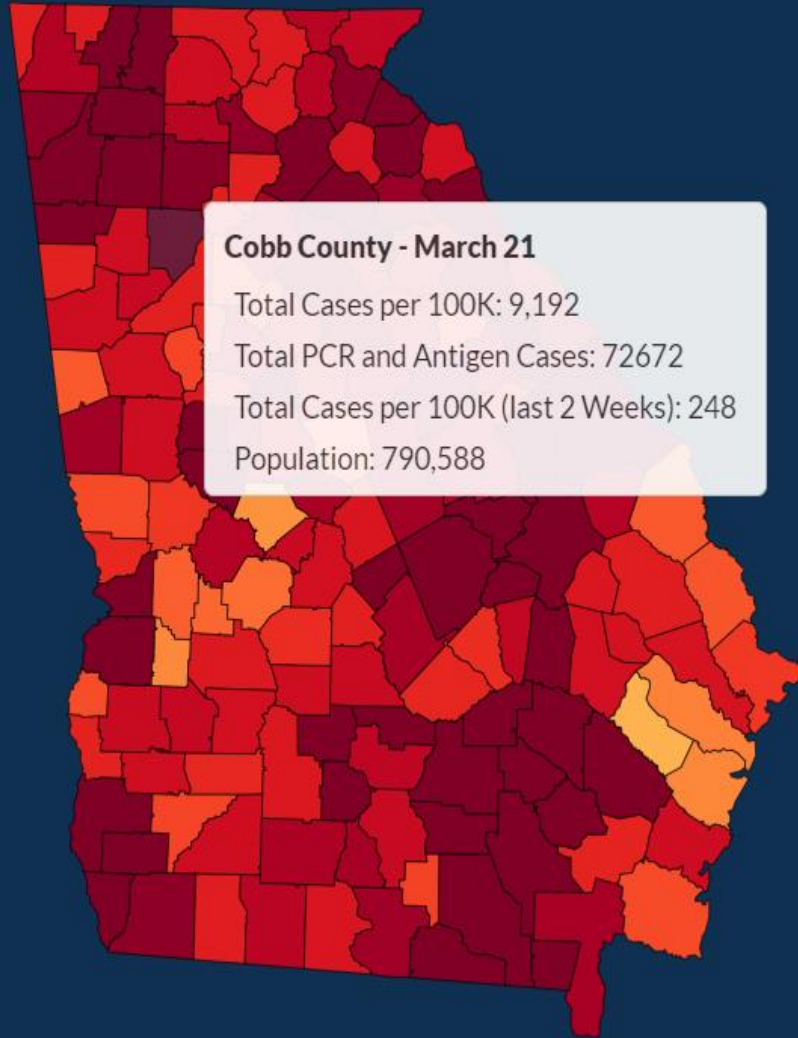 Cobb County - March 21
Total Cases per 100K: 9,192
Total PCR and Antigen Cases: 72672
Total Cases per 100K (last 2 Weeks): 248
Population: 790,588